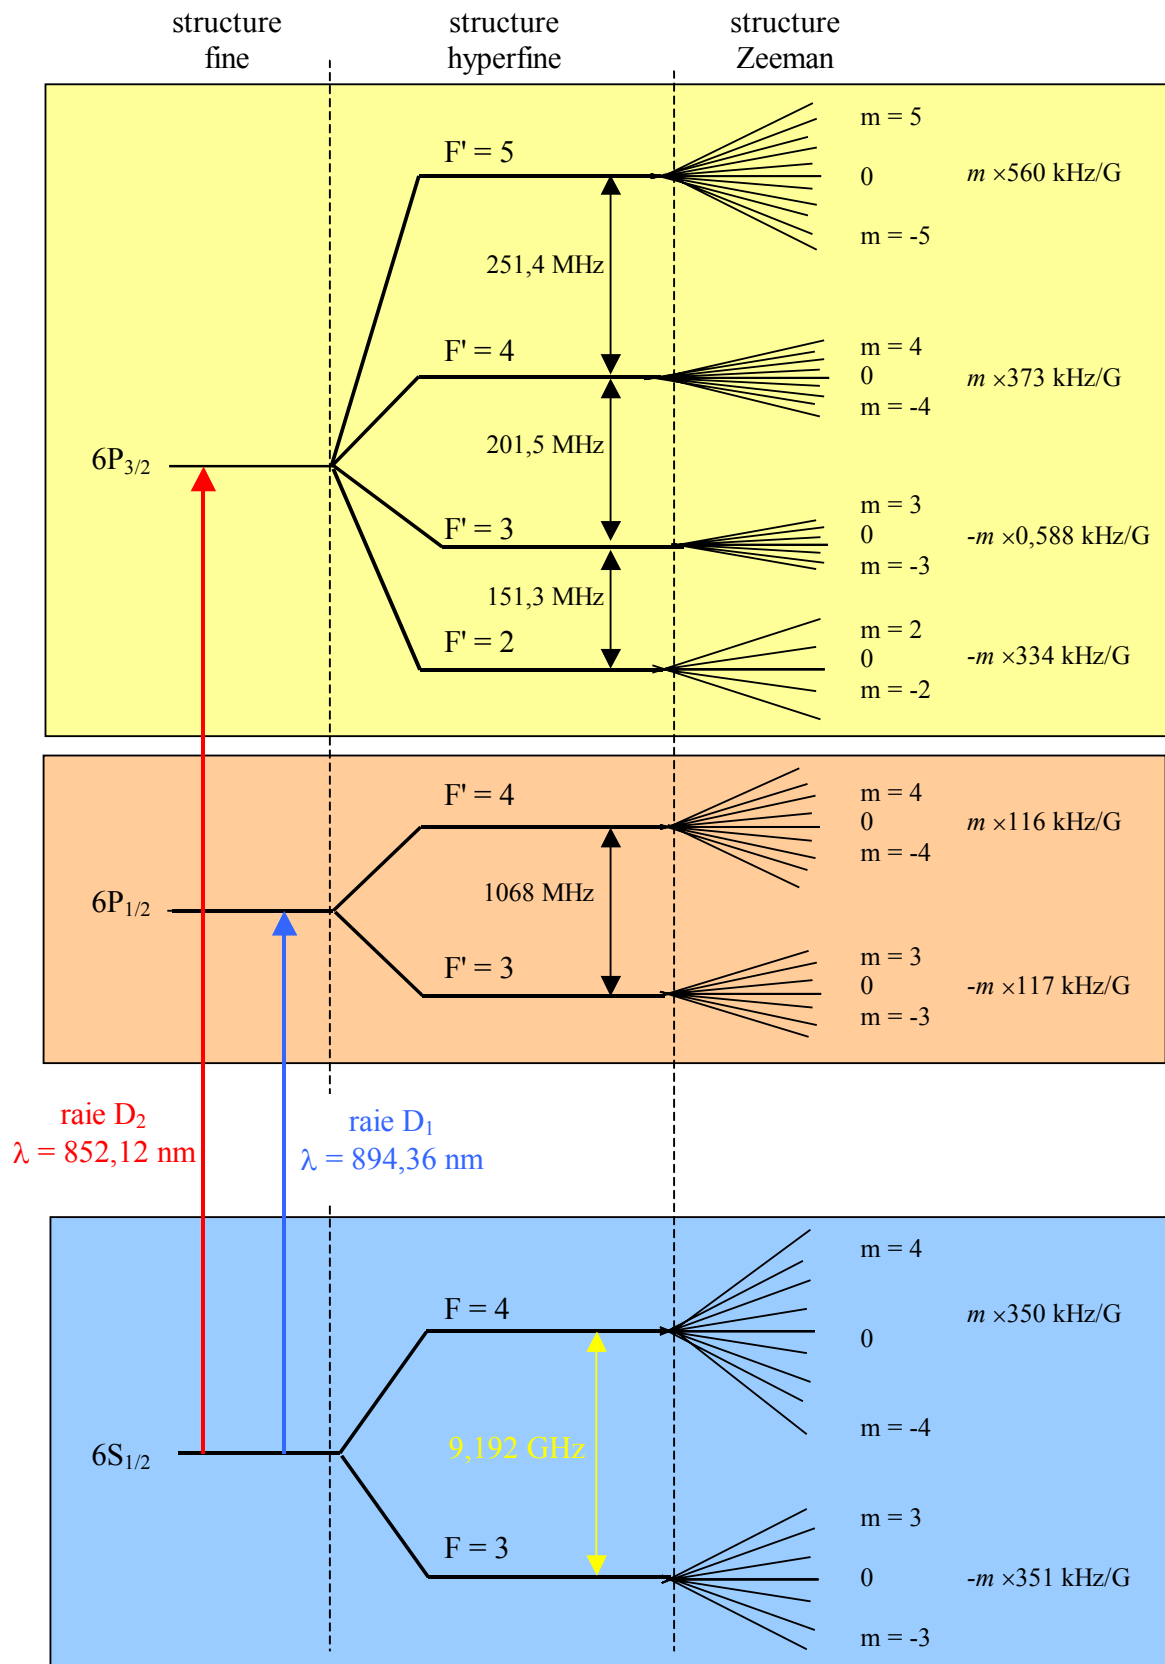 structure fine
structure hyperfine
structure Zeeman
F' = 5
m = 5
0
m = -5
m ×560 kHz/G
251,4 MHz
F' = 4
m = 4
0
m = -4
m ×373 kHz/G
6P3/2
201,5 MHz
F' = 3
m = 3
0
m = -3
-m ×0,588 kHz/G
151,3 MHz
F' = 2
m = 2
0
m = -2
-m ×334 kHz/G
F' = 4
m = 4
0
m = -4
m ×116 kHz/G
6P1/2
1068 MHz
F' = 3
m = 3
0
m = -3
-m ×117 kHz/G
raie D2
λ = 852,12 nm
raie D1
λ = 894,36 nm
F = 4
m = 4
0
m = -4
m ×350 kHz/G
6S1/2
9,192 GHz
F = 3
m = 3
0
m = -3
-m ×351 kHz/G